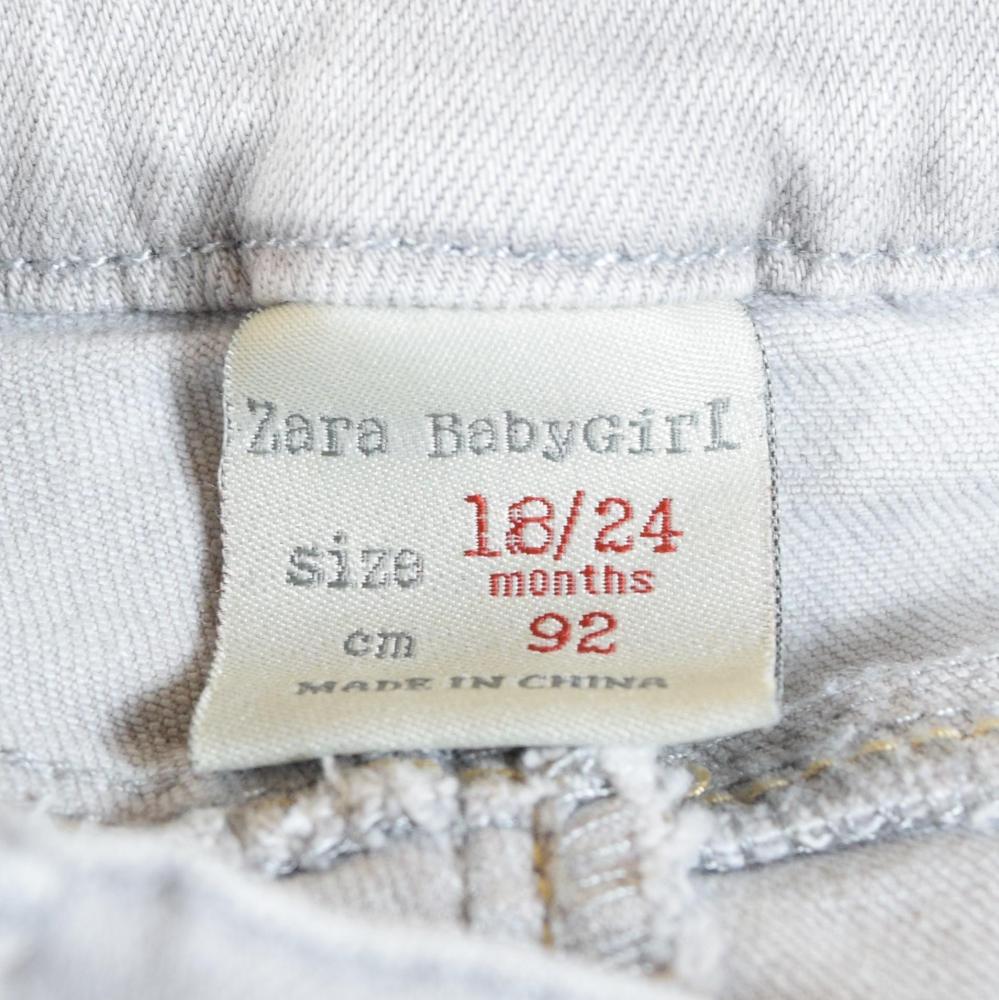 Zara BabyGirl
size 18/24
months
cm 92
MADE IN CHINA